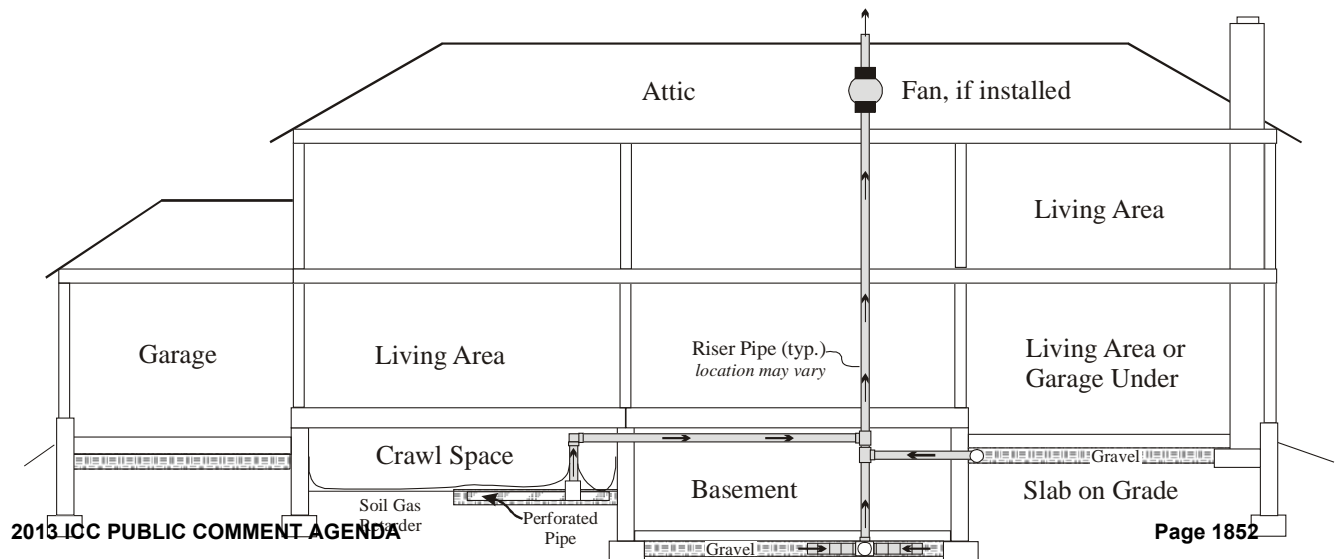 Attic
Fan, if installed
Living Area
Garage
Living Area
Riser Pipe (typ.)
location may vary
Living Area or
Garage Under
Crawl Space
Gravel
Basement
Slab on Grade
Soil Gas
Retarder
Perforated
Pipe
Gravel
2013 ICC PUBLIC COMMENT AGENDA
Page 1852